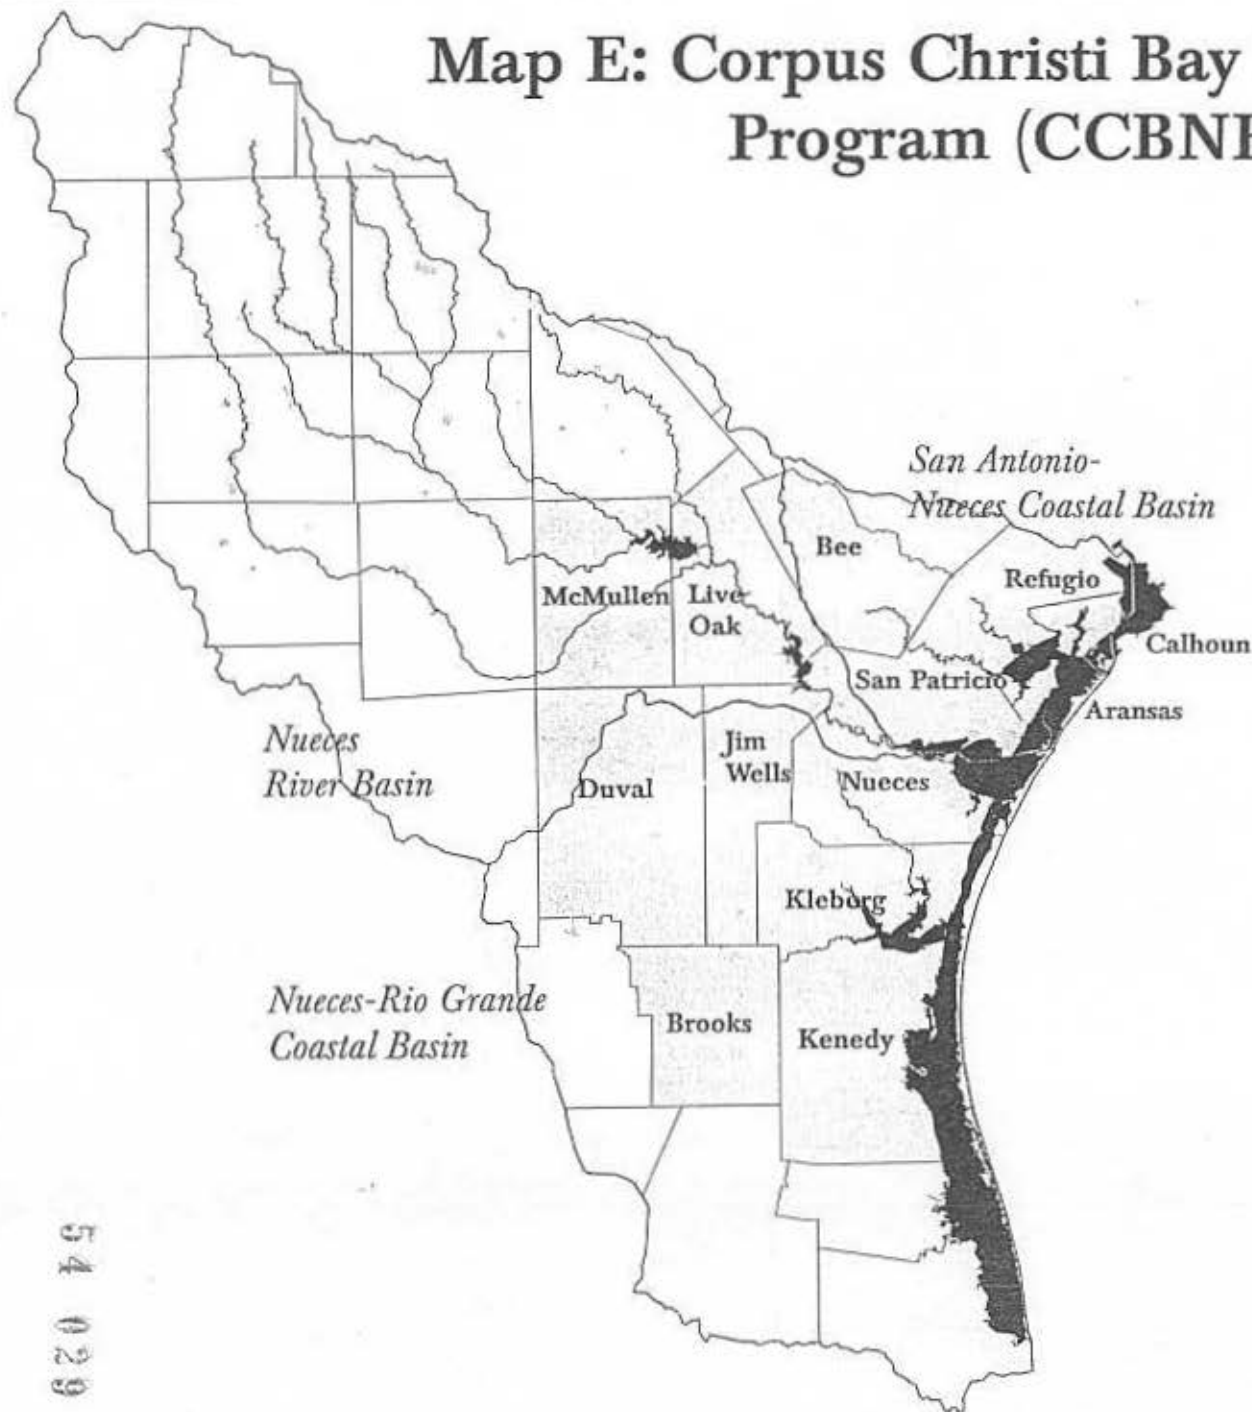 Map E: Corpus Christi Bay
Program (CCBN
San Antonio-
Nueces Coastal Basin
Bee
Refugio
McMullen
Live
Oak
Calhoun
San Patricio
Aransas
Nueces
River Basin
Jim
Wells
Duval
Nueces
Kleberg
Nueces-Rio Grande
Coastal Basin
Brooks
Kenedy
54 029